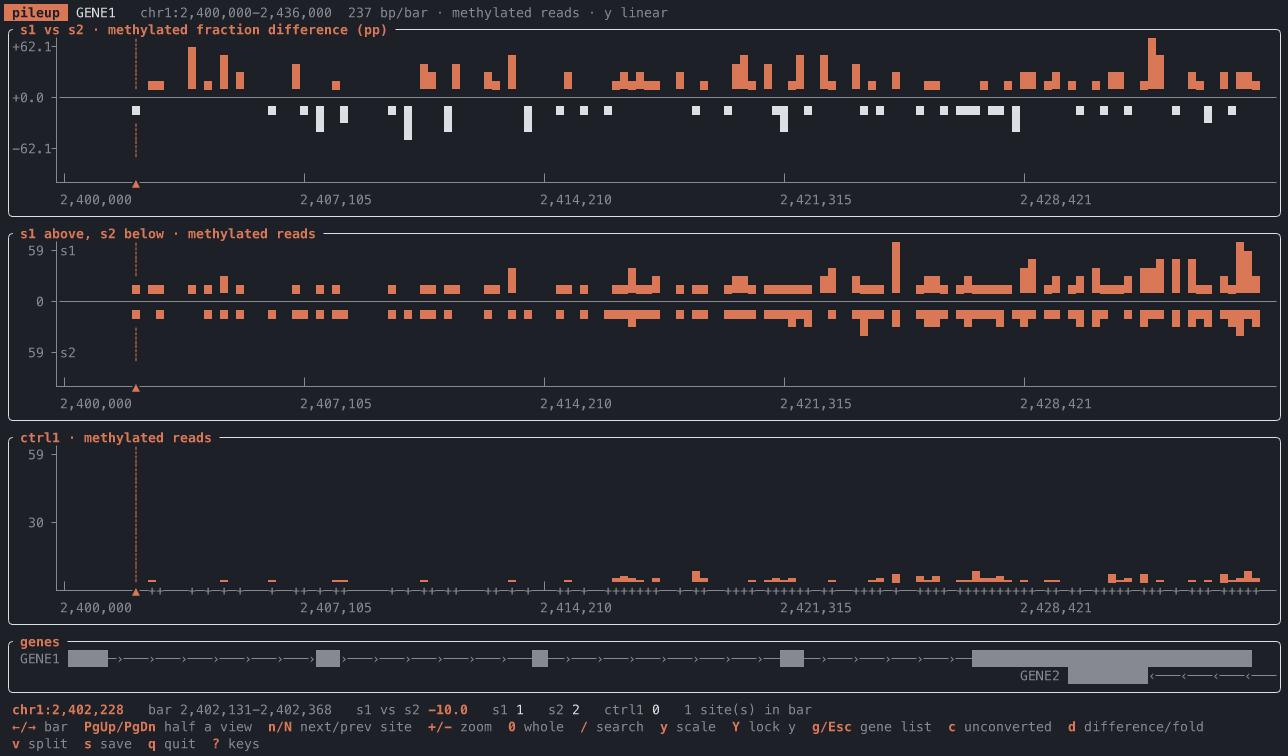 pileup GENE1 chr1:2,400,000–2,436,000 237 bp/bar · methylated reads · y linear
s1 vs s2 · methylated fraction difference (pp)
+62.1
+0.0
−62.1
2,400,000 2,407,105 2,414,210 2,421,315 2,428,421
s1 above, s2 below · methylated reads
59 s1
0
59 s2
2,400,000 2,407,105 2,414,210 2,421,315 2,428,421
ctrl1 · methylated reads
59
30
2,400,000 2,407,105 2,414,210 2,421,315 2,428,421
genes
GENE1
GENE2
chr1:2,402,228 bar 2,402,131–2,402,368 s1 vs s2 -10.0 s1 1 s2 2 ctrl1 0 1 site(s) in bar
←/→ bar PgUp/PgDn half a view n/N next/prev site +/- zoom 0 whole / search y scale Y lock y g/Esc gene list c unconverted d difference/fold
v split s save q quit ? keys